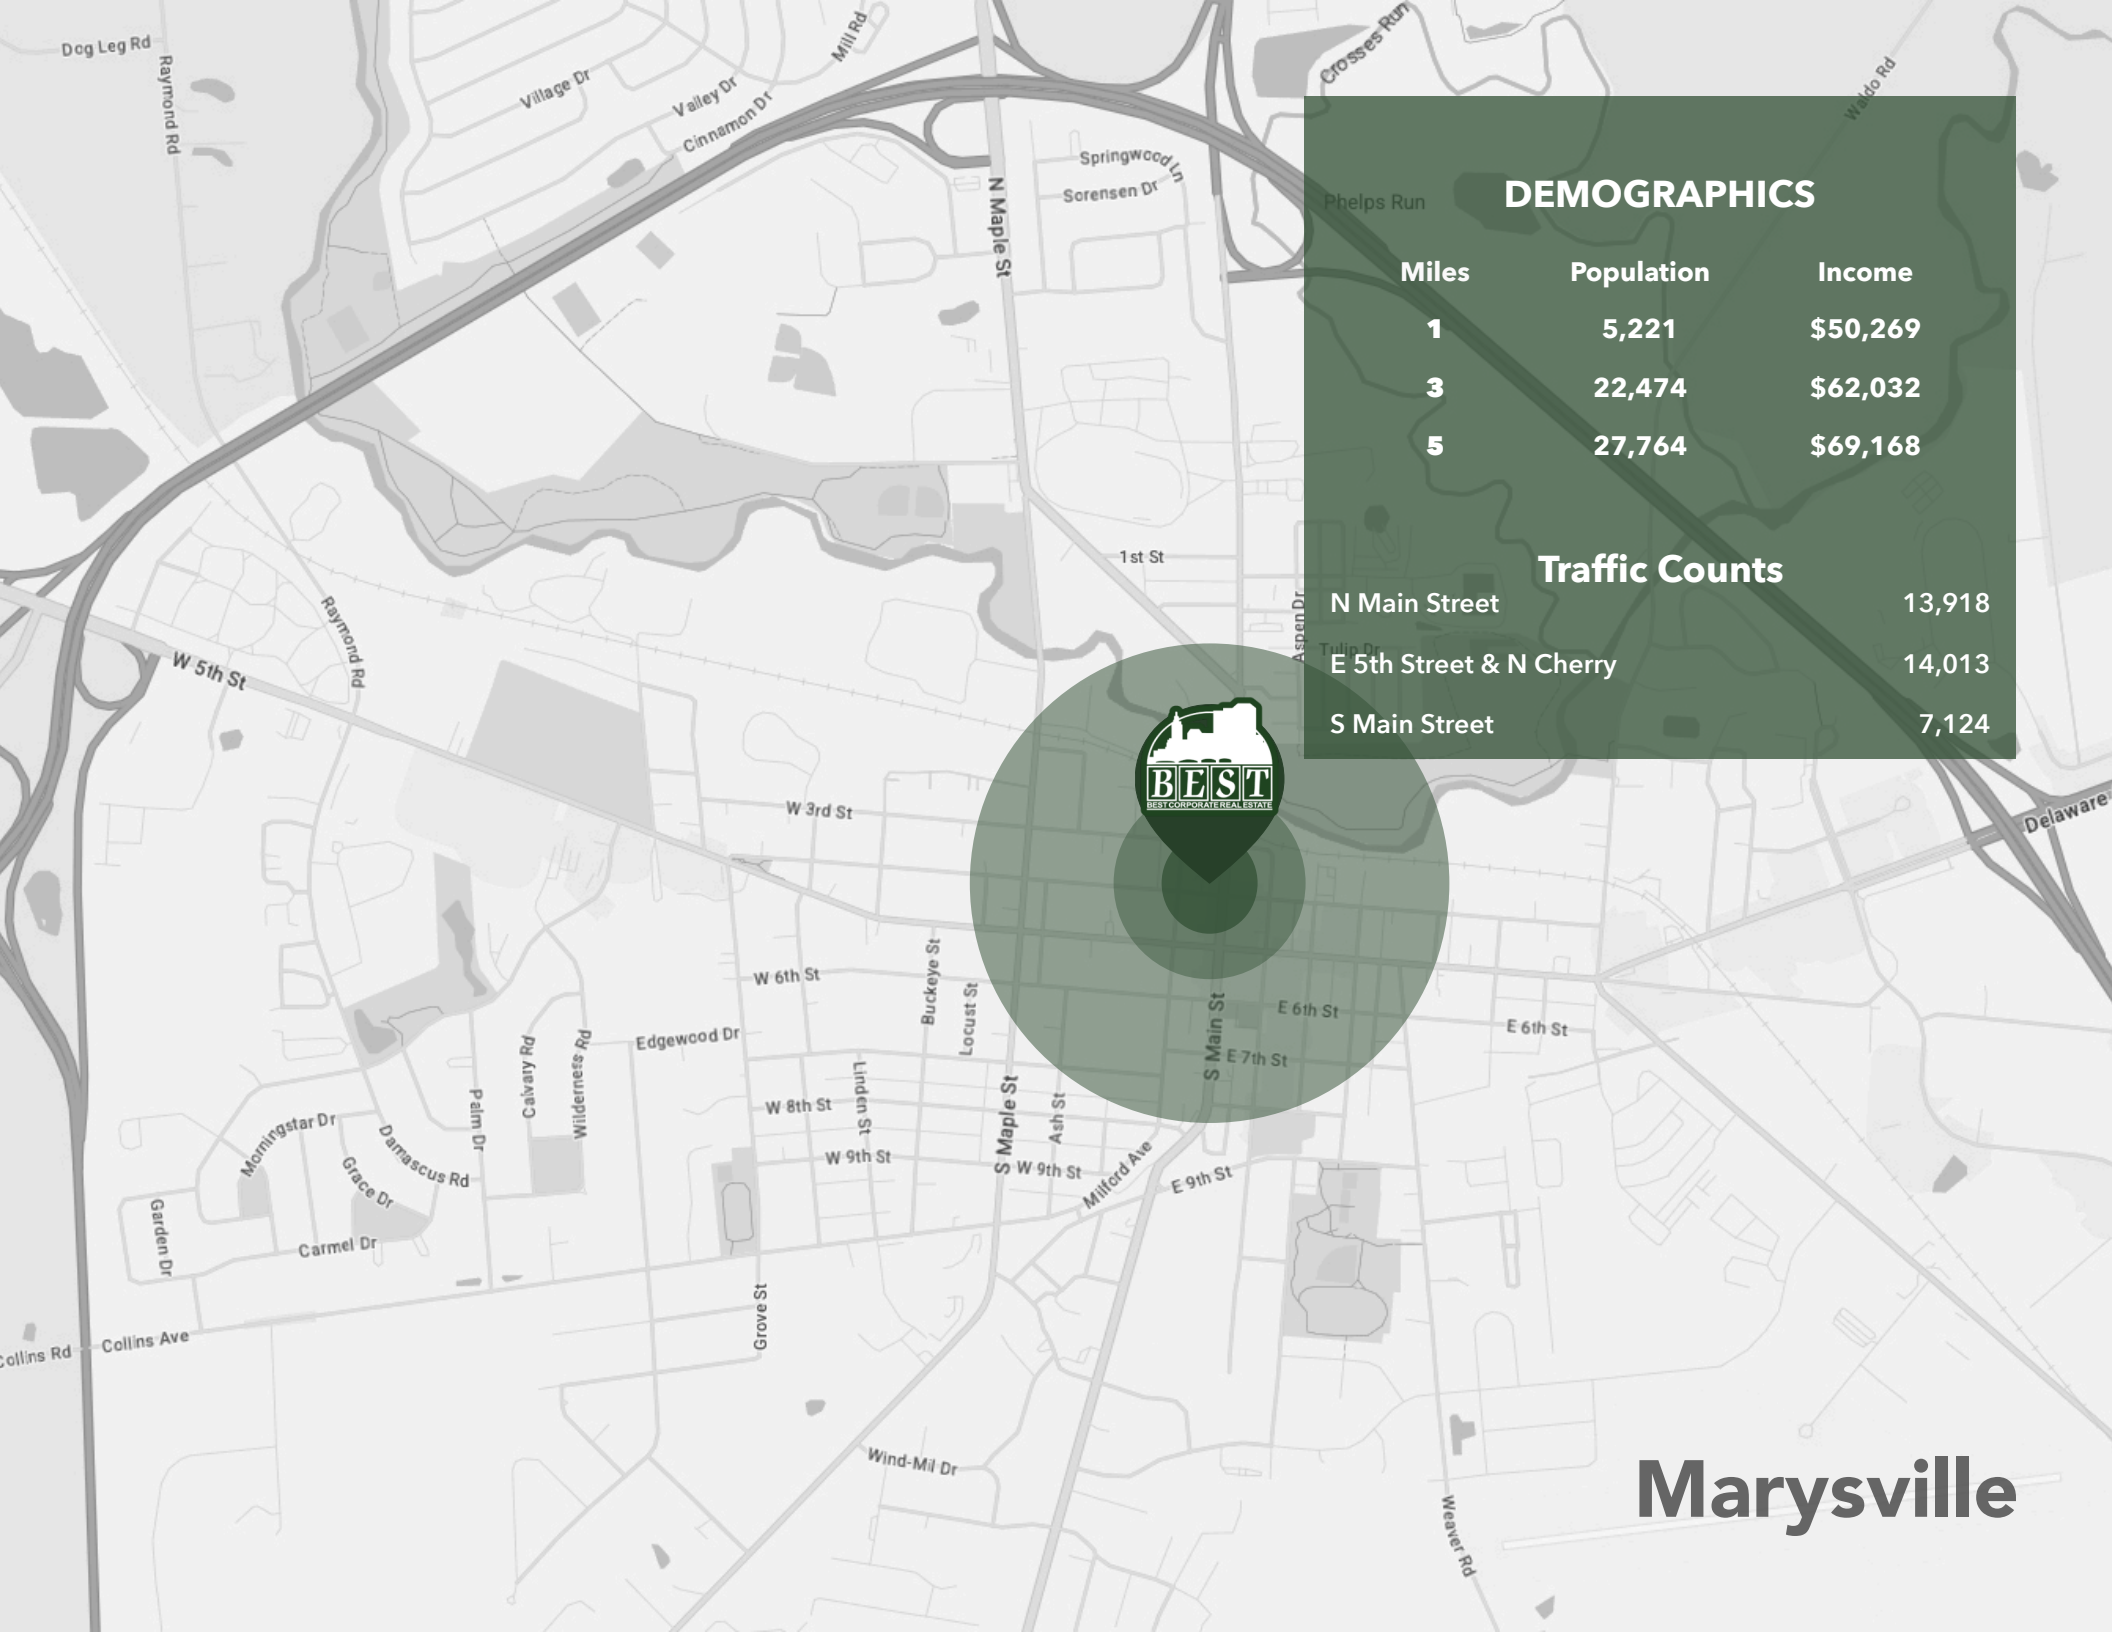 Dog Leg Rd
Raymond Rd
Village Dr
Valley Dr
Cinnamon Dr
Mill Rd
N Maple St
Springwood Ln
Sorensen Dr
Crosses Run
Waldo Rd
Phelps Run
DEMOGRAPHICS
Miles Population Income
1 5,221 $50,269
3 22,474 $62,032
5 27,764 $69,168
Traffic Counts
N Main Street 13,918
E 5th Street & N Cherry 14,013
S Main Street 7,124
1st St
Aspen Dr
Tulip Dr
Raymond Rd
W 5th St
BEST
BEST CORPORATE REAL ESTATE
W 3rd St
Delaware
W 6th St
Buckeye St
Locust St
S Main St
E 6th St
E 6th St
E 7th St
Edgewood Dr
Calvary Rd
Wilderness Rd
Palm Dr
Linden St
W 8th St
S Maple St
Ash St
Morningstar Dr
Damascus Rd
Grace Dr
W 9th St
W 9th St
Milford Ave
E 9th St
Garden Dr
Carmel Dr
Grove St
Collins Rd
Collins Ave
Wind-Mil Dr
Weaver Rd
Marysville